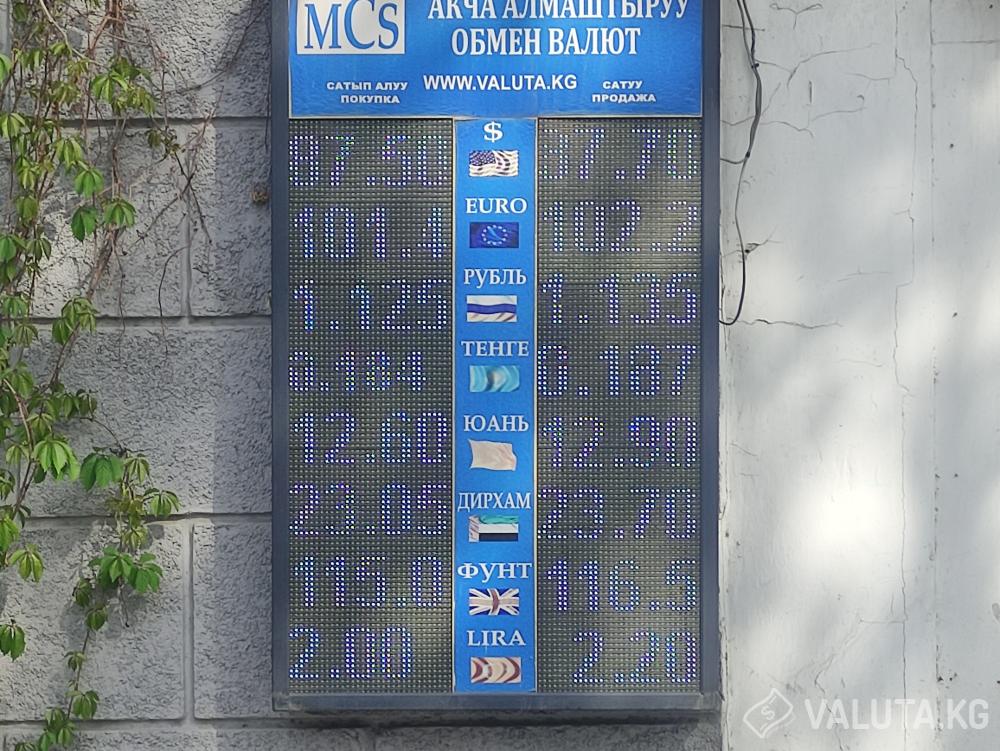 MCs
АКЧА АЛМАШТЫРУУ
ОБМЕН ВАЛЮТ
САТЫП АЛУУ
ПОКУПКА
WWW.VALUTA.KG
САТУУ
ПРОДАЖА
87.50 $ 87.70
101.4 EURO 102.2
1.125 РУБЛЬ 1.135
0.184 ТЕНГЕ 0.187
12.60 ЮАНЬ 12.90
23.05 ДИРХАМ 23.70
115.0 ФУНТ 116.5
2.00 LIRA 2.20
VALUTA.KG